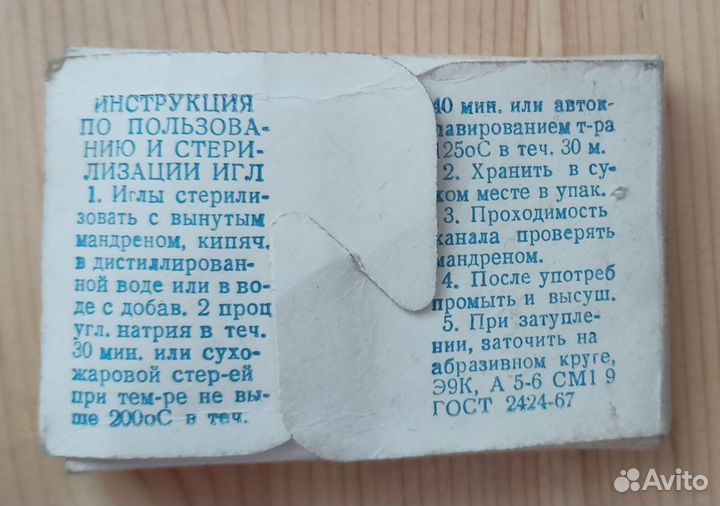 ИНСТРУКЦИЯ
ПО ПОЛЬЗОВА-
НИЮ И СТЕРИ-
ЛИЗАЦИИ ИГЛ
1. Иглы стерили-
зовать с вынутым
мандреном, кипяч.
в дистиллирован-
ной воде или в во-
де с добав. 2 проц
угл. натрия в теч.
30 мин. или сухо-
жаровой стер-ей
при тем-ре не вы-
ше 200оС в теч.
40 мин. или авток-
лавированием т-ра
125оС в теч. 30 м.
2. Хранить в су-
хом месте в упак.
3. Проходимость
канала проверять
мандреном.
4. После употреб
промыть и высуш.
5. При затупле-
нии, заточить на
абразивном круге,
Э9К, А 5-6 СМ1 9
ГОСТ 2424-67
Avito